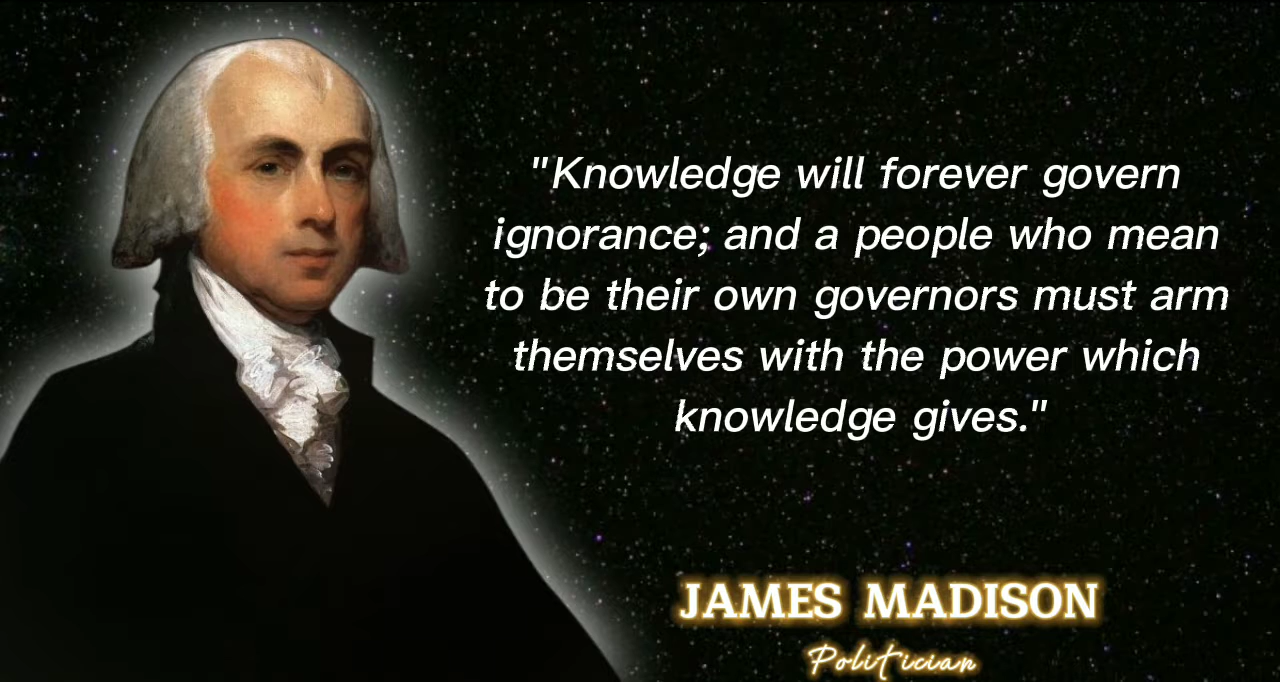 "Knowledge will forever govern
ignorance; and a people who mean
to be their own governors must arm
themselves with the power which
knowledge gives."
JAMES MADISON
Politician